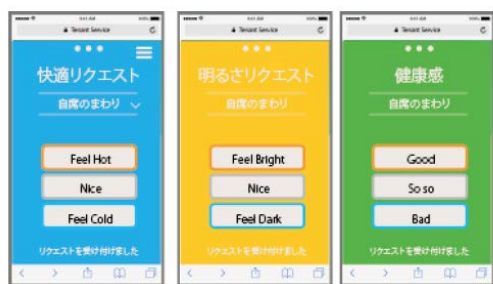 Tenant Service
快適リクエスト
自席のまわり
Feel Hot
Nice
Feel Cold
リクエストを受け付けました
Tenant Service
明るさリクエスト
自席のまわり
Feel Bright
Nice
Feel Dark
リクエストを受け付けました
Tenant Service
健康感
自席のまわり
Good
So so
Bad
リクエストを受け付けました